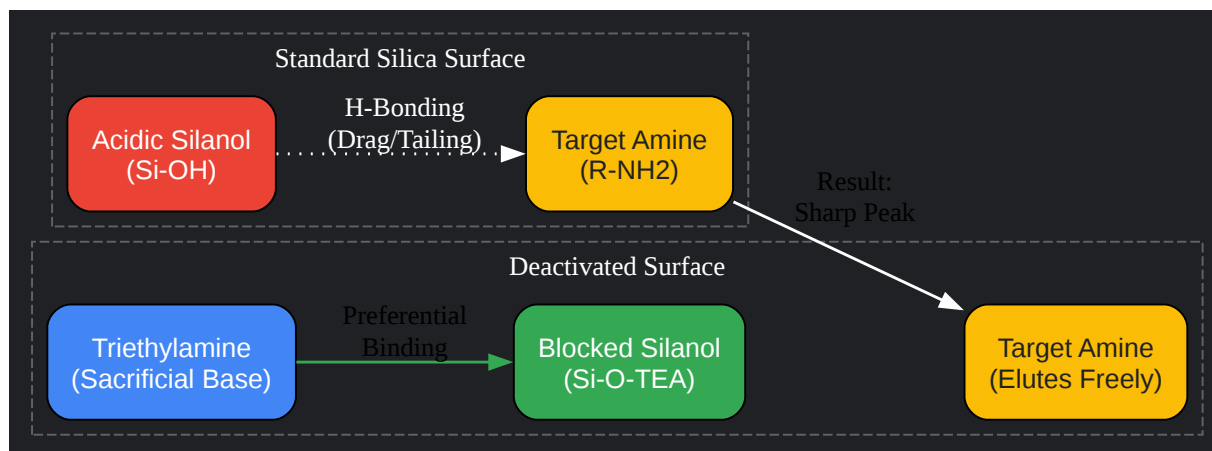 Standard Silica Surface
Acidic Silanol
(Si-OH)
H-Bonding
(Drag/Tailing)
Target Amine
(R-NH2)
Result:
Sharp Peak
Deactivated Surface
Triethylamine
(Sacrificial Base)
Preferential
Binding
Blocked Silanol
(Si-O-TEA)
Target Amine
(Elutes Freely)